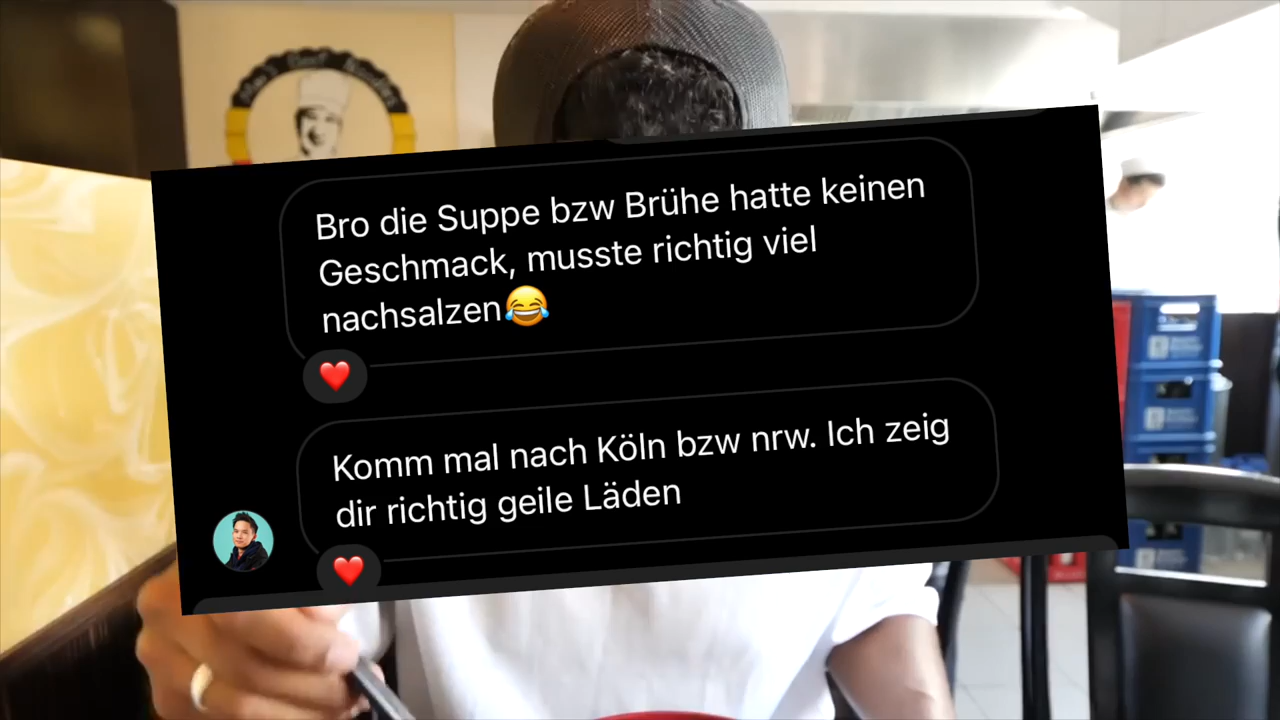 Bro die Suppe bzw Brühe hatte keinen
Geschmack, musste richtig viel
nachsalzen😂
❤️
Komm mal nach Köln bzw nrw. Ich zeig
dir richtig geile Läden
❤️